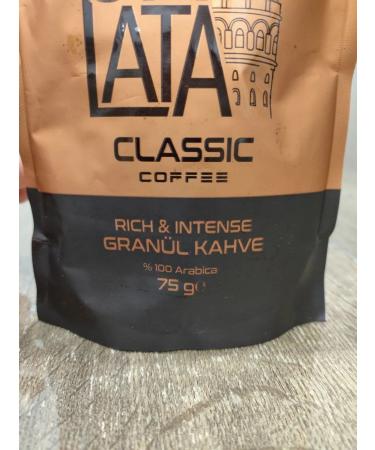 LATA
CLASSIC
COFFEE
RICH & INTENSE
GRANÜL KAHVE
% 100 Arabica
75 g